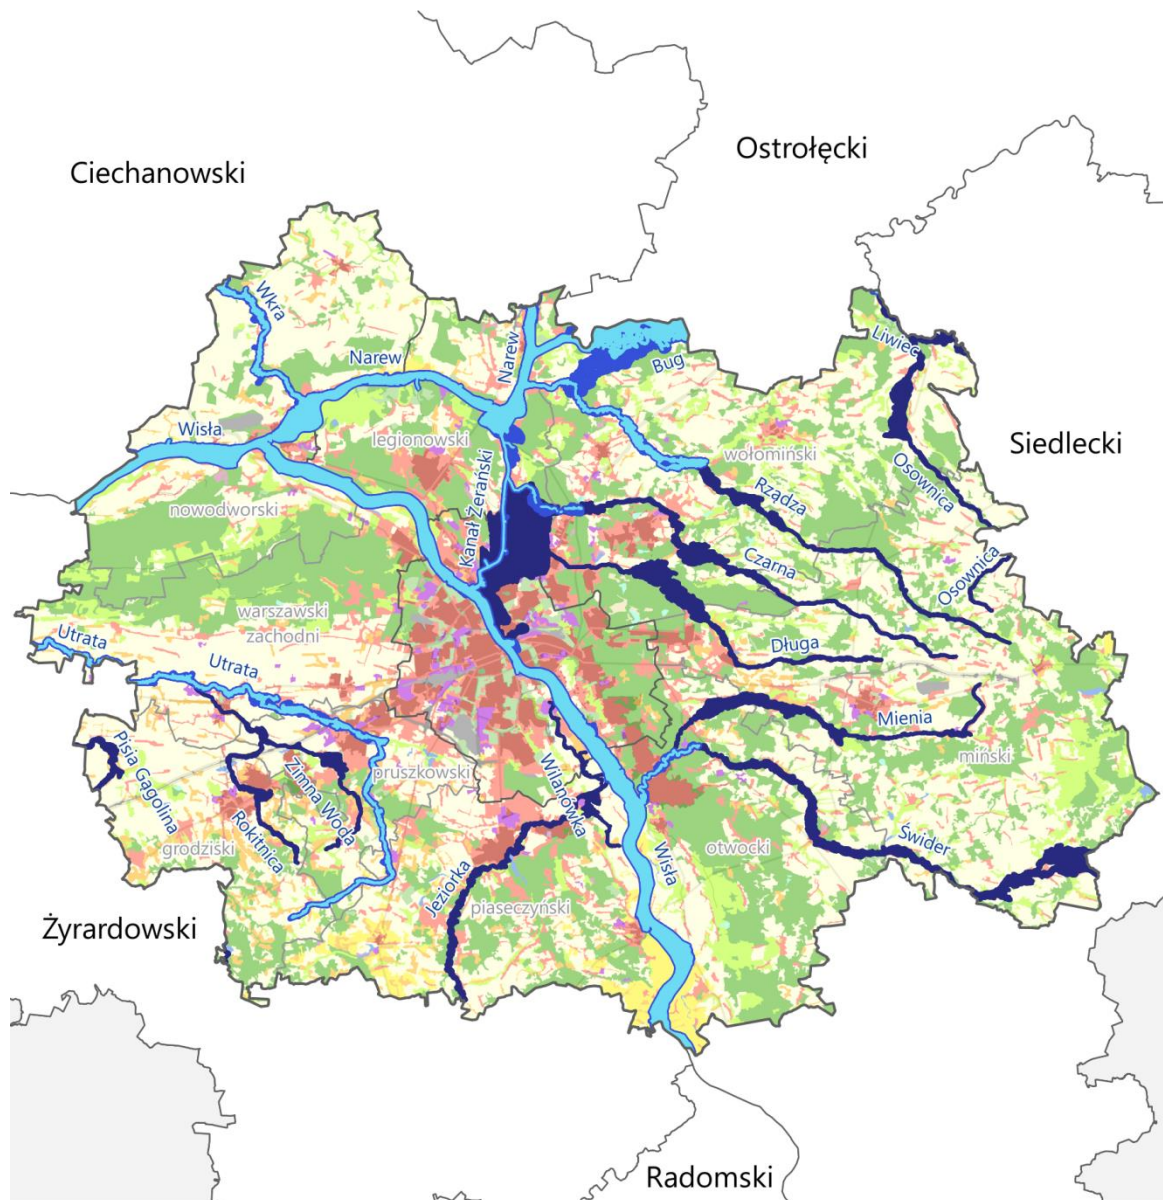 Ostrołęcki
Ciechanowski
Wkra
Narew
Narew
Bug
Liwiec
Wisła
legionowski
Siedlecki
wołomiński
Osownica
Rządza
nowodworski
Kanał Żerański
Czarna
Osownica
warszawski
zachodni
Utrata
Utrata
Długa
Mienia
Pisia Gągolina
Zimna Woda
pruszkowski
Wilanówka
miński
Rokitnica
grodziski
Świder
otwocki
Wisła
Jeziorka
piaseczyński
Żyrardowski
Radomski